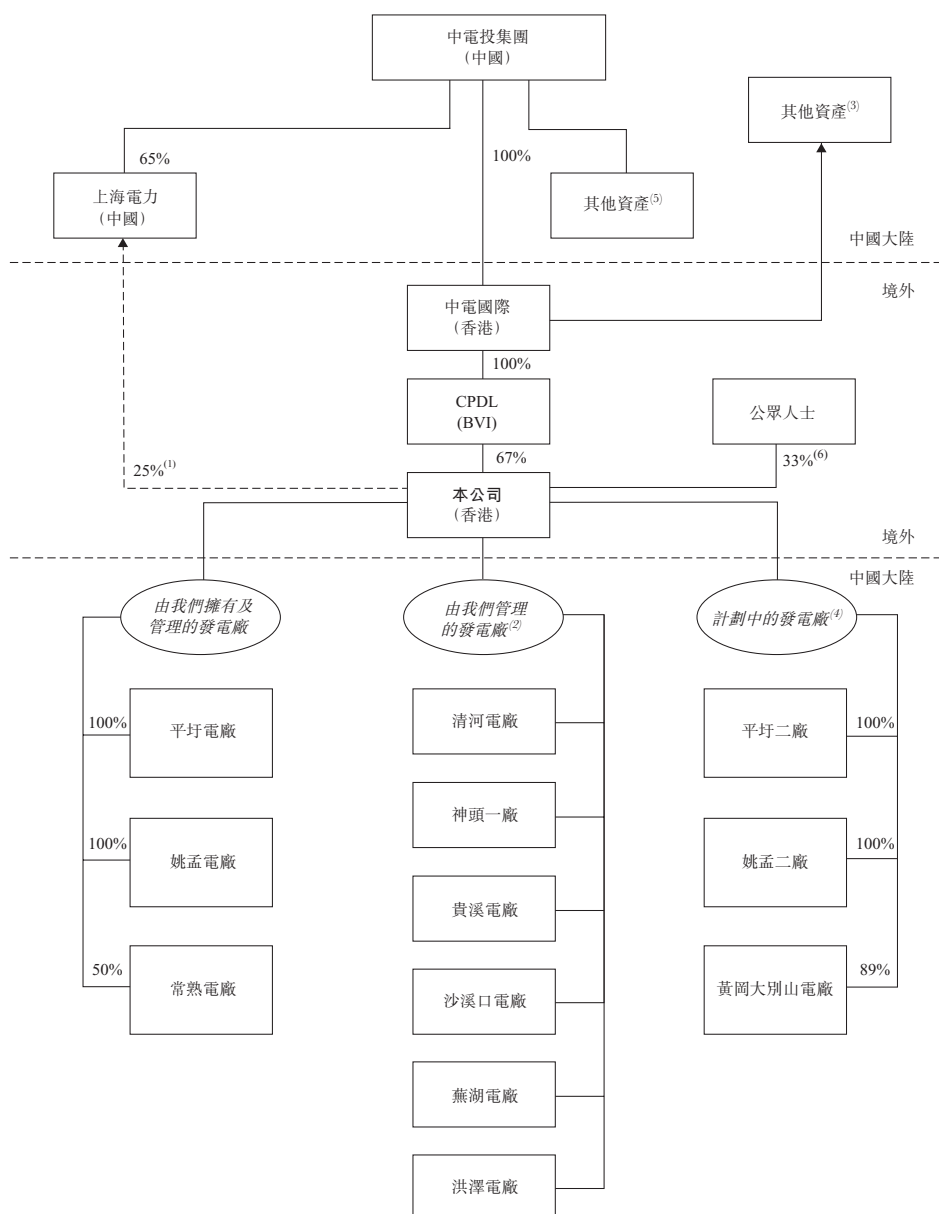 中電投集團
(中國)
其他資產(3)
65%
100%
上海電力
(中國)
其他資產(5)
中國大陸
境外
中電國際
(香港)
100%
CPDL
(BVI)
公眾人士
67%
33%(6)
25%(1)
本公司
(香港)
境外
中國大陸
由我們擁有及
管理的發電廠
由我們管理
的發電廠(2)
計劃中的發電廠(4)
100%
平圩電廠
清河電廠
平圩二廠
100%
神頭一廠
100%
姚孟電廠
姚孟二廠
100%
貴溪電廠
50%
常熟電廠
沙溪口電廠
黃岡大別山電廠
89%
蕪湖電廠
洪澤電廠